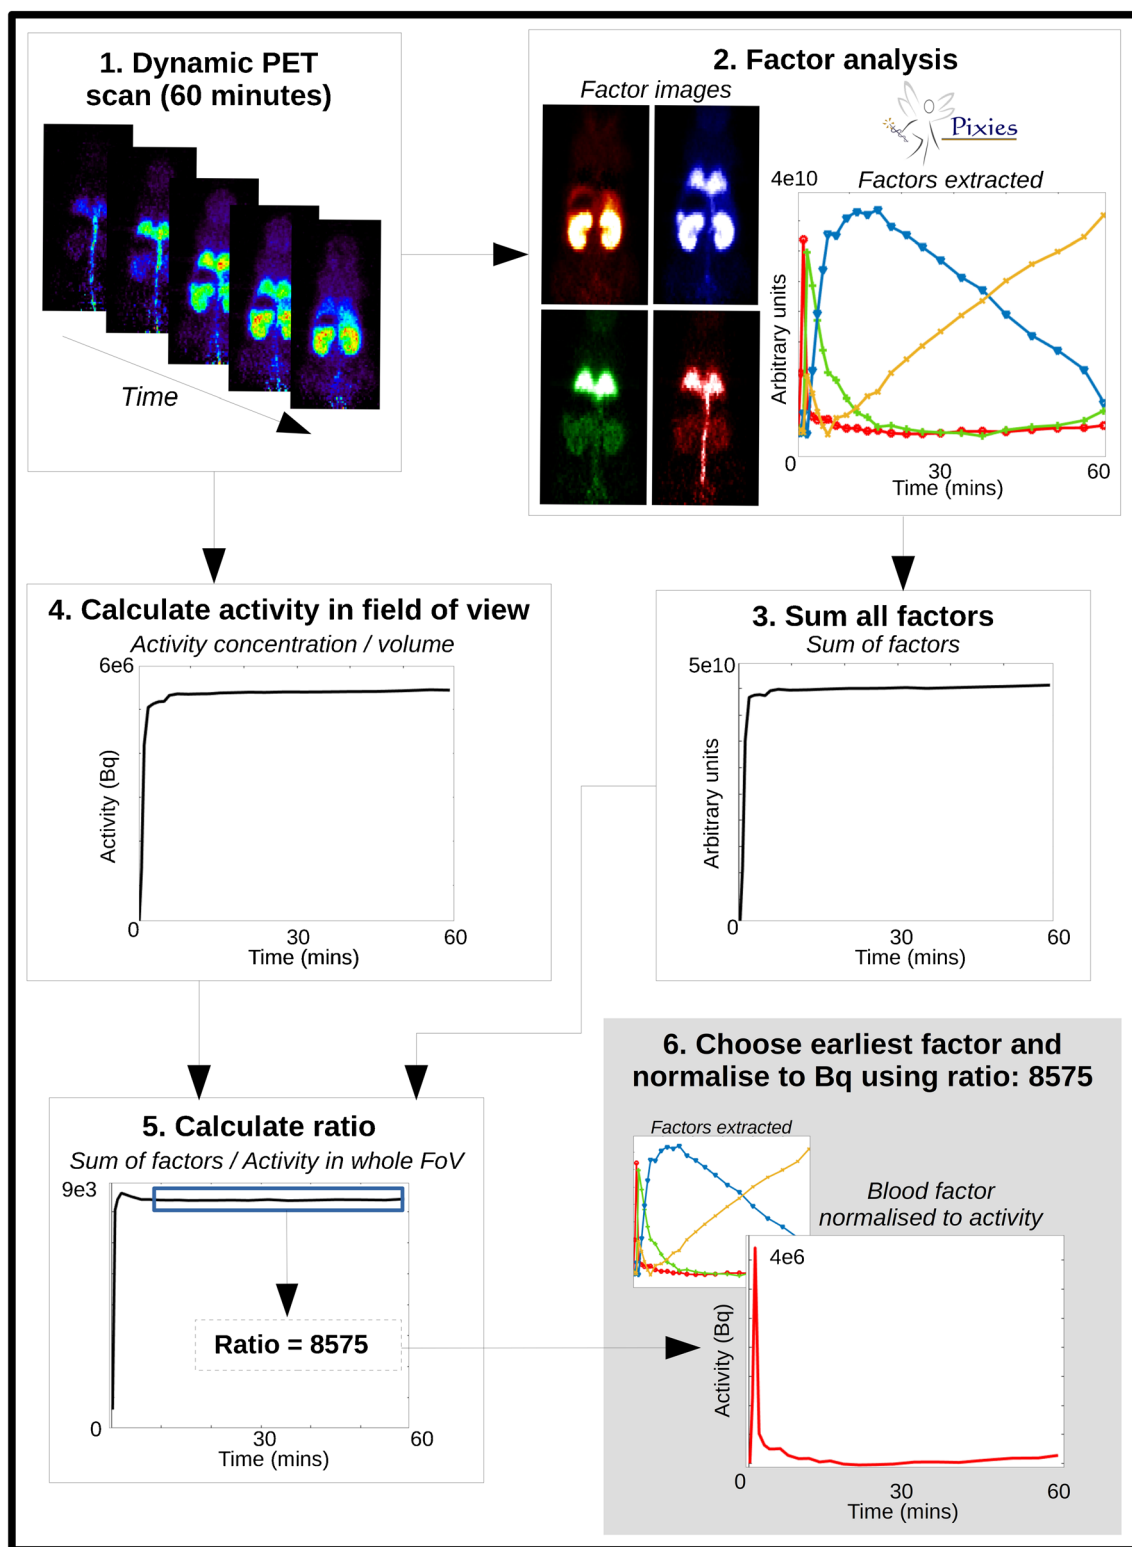 1. Dynamic PET
scan (60 minutes)
Time
2. Factor analysis
Factor images
Pixies
Factors extracted
4e10
Arbitrary units
0
30
60
Time (mins)
4. Calculate activity in field of view
Activity concentration / volume
6e6
Activity (Bq)
0
30
60
Time (mins)
3. Sum all factors
Sum of factors
5e10
Arbitrary units
0
30
60
Time (mins)
5. Calculate ratio
Sum of factors / Activity in whole FoV
9e3
Ratio = 8575
0
30
60
Time (mins)
6. Choose earliest factor and
normalise to Bq using ratio: 8575
Factors extracted
Blood factor
normalised to activity
4e6
Activity (Bq)
0
30
60
Time (mins)